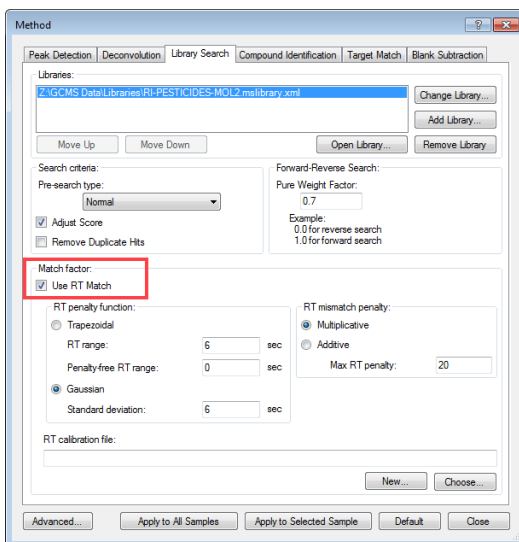 Method
Peak Detection Deconvolution Library Search Compound Identification Target Match Blank Subtraction
Libraries:
Z:\GCMS Data\Libraries\RI-PESTICIDES-MOL2.mslibrary.xml
Change Library...
Add Library...
Move Up Move Down Open Library... Remove Library
Search criteria:
Pre-search type:
Normal
Adjust Score
Remove Duplicate Hits
Forward-Reverse Search:
Pure Weight Factor:
0.7
Example:
0.0 for reverse search
1.0 for forward search
Match factor:
Use RT Match
RT penalty function:
Trapezoidal
RT range: 6 sec
Penalty-free RT range: 0 sec
Gaussian
Standard deviation: 6 sec
RT mismatch penalty:
Multiplicative
Additive
Max RT penalty: 20
RT calibration file:
New... Choose...
Advanced... Apply to All Samples Apply to Selected Sample Default Close